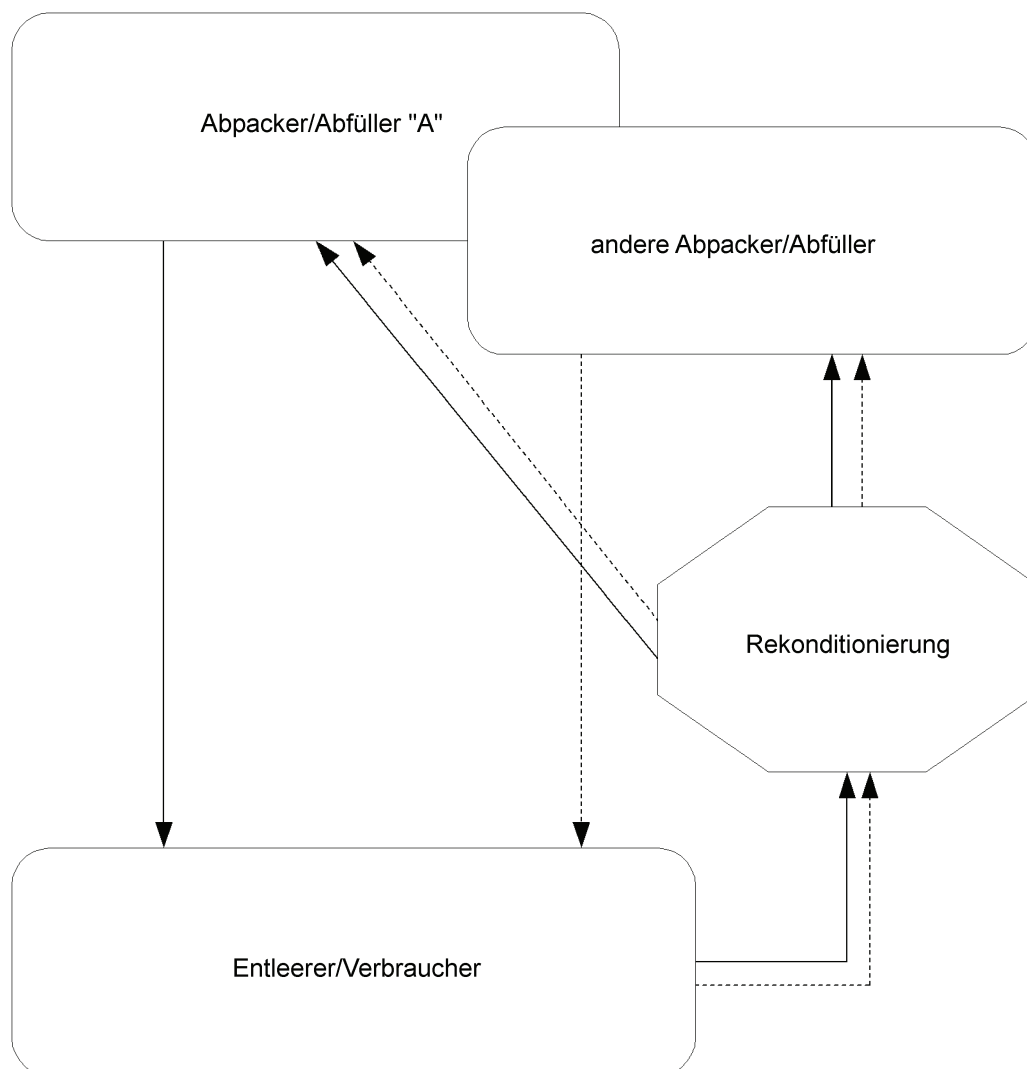 Abpacker/Abfüller "A"
andere Abpacker/Abfüller
Rekonditionierung
Entleerer/Verbraucher